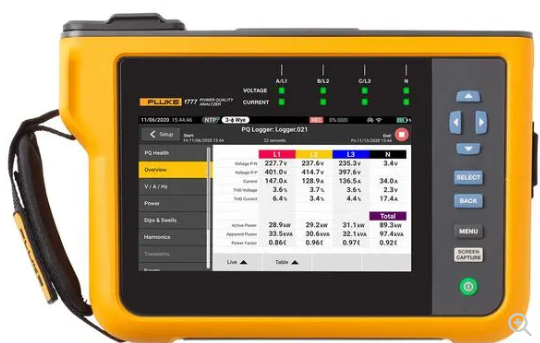 A/L1 B/L2 C/L3 N
VOLTAGE
CURRENT
FLUKE 1777 POWER QUALITY ANALYZER
11/06/2020 15:44:46 NTP 3-ϕ Wye REC 0% 0000
Setup
PQ Logger: Logger.021
Start
Fri 11/06/2020 15:44
22 seconds
End
Fri 11/13/2020 15:44
PQ Health
Overview
V / A / Hz
Power
Dips & Swells
Harmonics
Transients
Events
L1 L2 L3 N
Voltage P-N 227.7V 237.6V 235.3V 3.4V
Voltage P-P 401.0V 414.7V 397.6V
Current 147.0A 128.9A 136.5A 34.0A
THD Voltage 3.6% 3.7% 3.6% 2.3%
THD Current 6.4% 3.4% 4.4% 17.4%
Total
Active Power 28.9kW 29.2kW 31.1kW 89.3kW
Apparent Power 33.5kVA 30.6kVA 32.1kVA 97.4kVA
Power Factor 0.86 0.96 0.97 0.92
Live Table
SELECT
BACK
MENU
SCREEN
CAPTURE
FLUKE